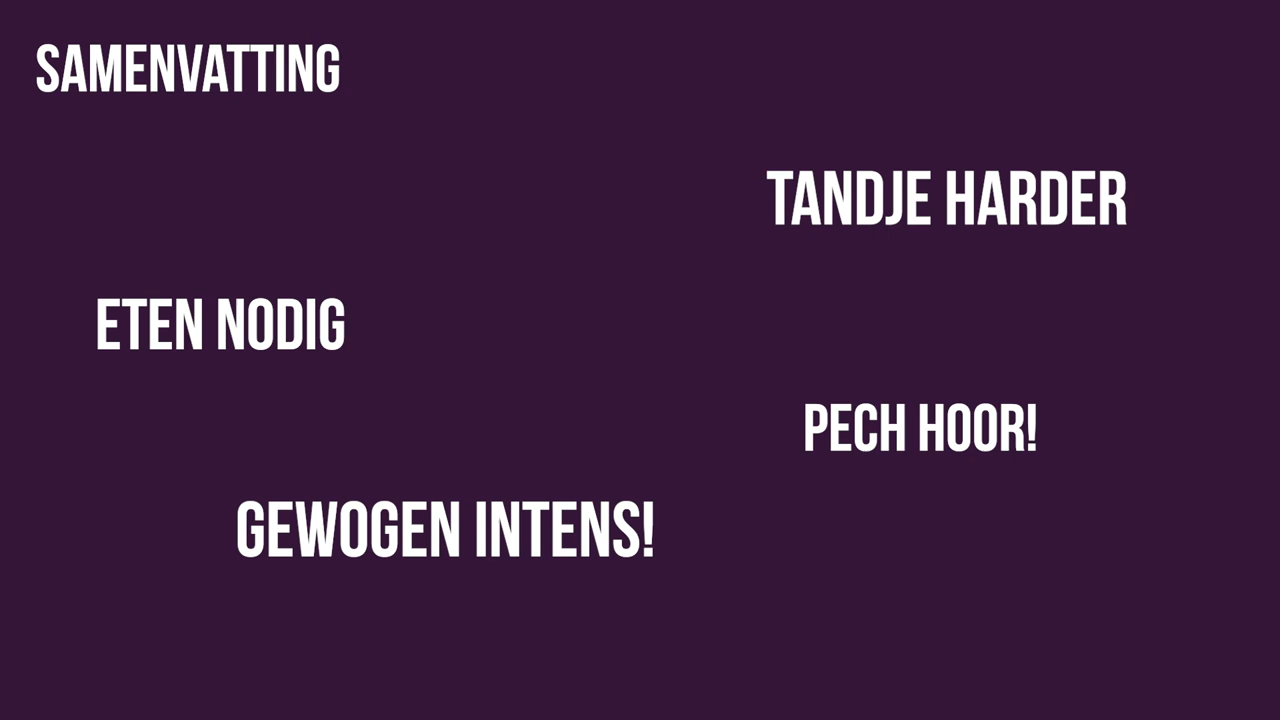 SAMENVATTING
TANDJE HARDER
ETEN NODIG
PECH HOOR!
GEWOGEN INTENS!